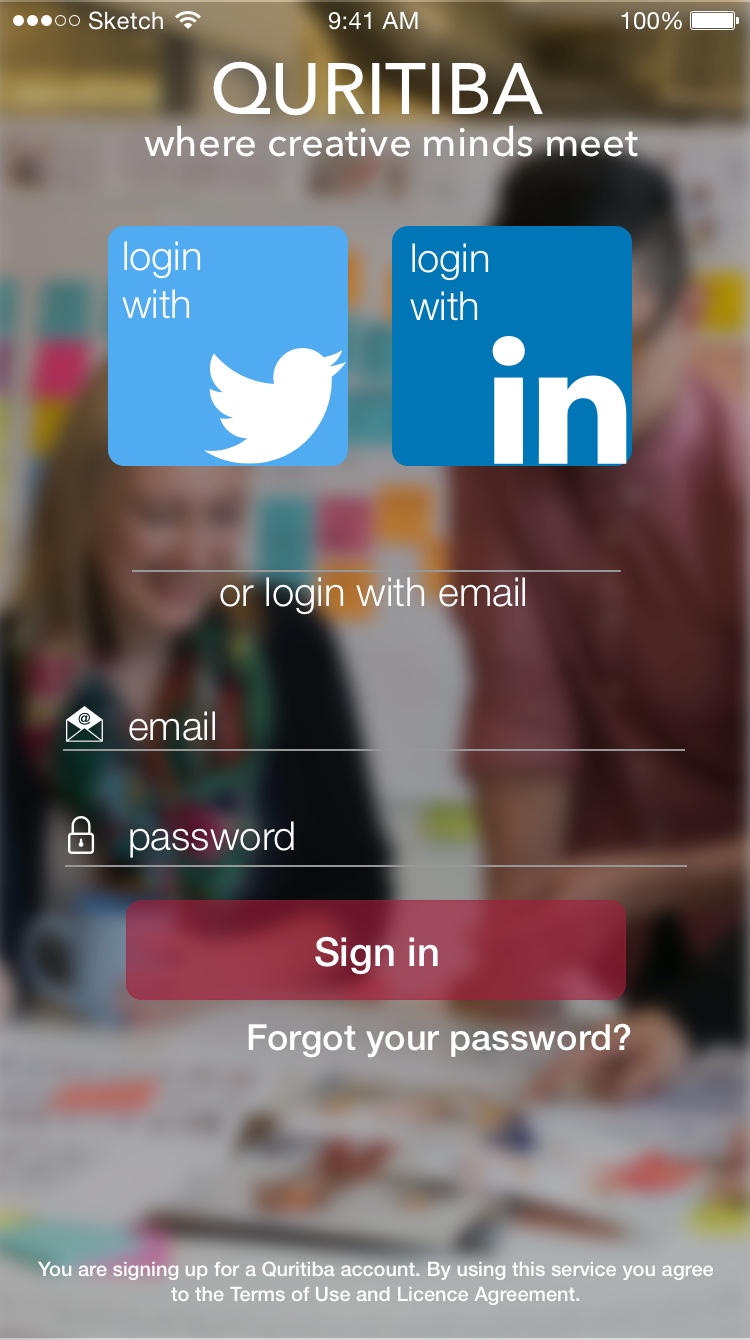 Sketch 9:41 AM 100%
QURITIBA
where creative minds meet
login
with
login
with
in
or login with email
@ email
password
Sign in
Forgot your password?
You are signing up for a Quritiba account. By using this service you agree
to the Terms of Use and Licence Agreement.